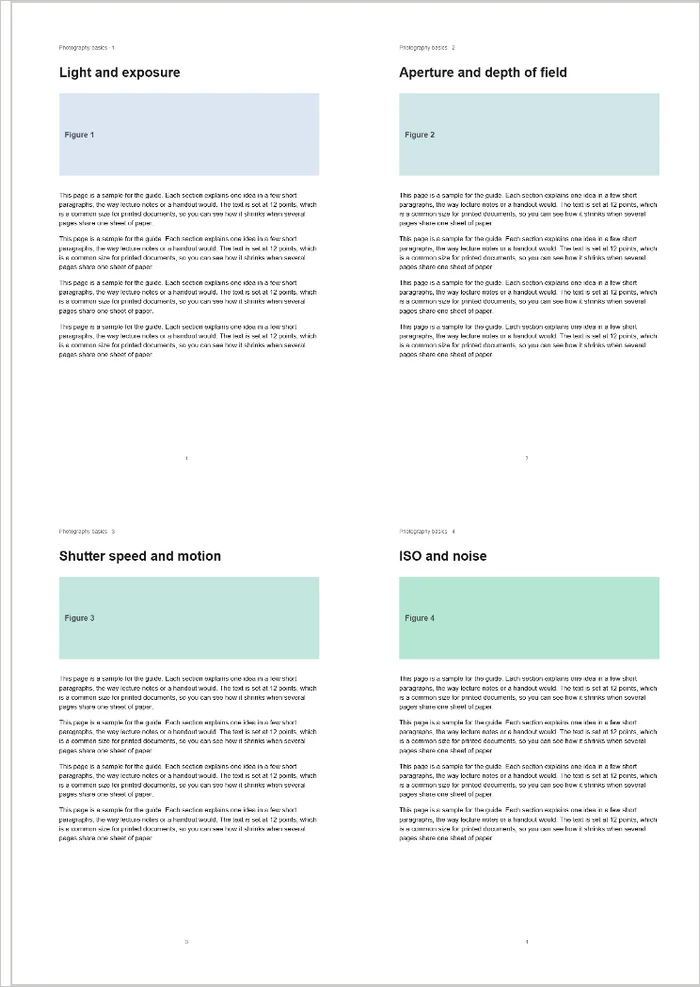 Photography basics · 1
Light and exposure
Figure 1
This page is a sample for the guide. Each section explains one idea in a few short
paragraphs, the way lecture notes or a handout would. The text is set at 12 points, which
is a common size for printed documents, so you can see how it shrinks when several
pages share one sheet of paper.
This page is a sample for the guide. Each section explains one idea in a few short
paragraphs, the way lecture notes or a handout would. The text is set at 12 points, which
is a common size for printed documents, so you can see how it shrinks when several
pages share one sheet of paper.
This page is a sample for the guide. Each section explains one idea in a few short
paragraphs, the way lecture notes or a handout would. The text is set at 12 points, which
is a common size for printed documents, so you can see how it shrinks when several
pages share one sheet of paper.
This page is a sample for the guide. Each section explains one idea in a few short
paragraphs, the way lecture notes or a handout would. The text is set at 12 points, which
is a common size for printed documents, so you can see how it shrinks when several
pages share one sheet of paper.
1
Photography basics · 2
Aperture and depth of field
Figure 2
This page is a sample for the guide. Each section explains one idea in a few short
paragraphs, the way lecture notes or a handout would. The text is set at 12 points, which
is a common size for printed documents, so you can see how it shrinks when several
pages share one sheet of paper.
This page is a sample for the guide. Each section explains one idea in a few short
paragraphs, the way lecture notes or a handout would. The text is set at 12 points, which
is a common size for printed documents, so you can see how it shrinks when several
pages share one sheet of paper.
This page is a sample for the guide. Each section explains one idea in a few short
paragraphs, the way lecture notes or a handout would. The text is set at 12 points, which
is a common size for printed documents, so you can see how it shrinks when several
pages share one sheet of paper.
This page is a sample for the guide. Each section explains one idea in a few short
paragraphs, the way lecture notes or a handout would. The text is set at 12 points, which
is a common size for printed documents, so you can see how it shrinks when several
pages share one sheet of paper.
2
Photography basics · 3
Shutter speed and motion
Figure 3
This page is a sample for the guide. Each section explains one idea in a few short
paragraphs, the way lecture notes or a handout would. The text is set at 12 points, which
is a common size for printed documents, so you can see how it shrinks when several
pages share one sheet of paper.
This page is a sample for the guide. Each section explains one idea in a few short
paragraphs, the way lecture notes or a handout would. The text is set at 12 points, which
is a common size for printed documents, so you can see how it shrinks when several
pages share one sheet of paper.
This page is a sample for the guide. Each section explains one idea in a few short
paragraphs, the way lecture notes or a handout would. The text is set at 12 points, which
is a common size for printed documents, so you can see how it shrinks when several
pages share one sheet of paper.
This page is a sample for the guide. Each section explains one idea in a few short
paragraphs, the way lecture notes or a handout would. The text is set at 12 points, which
is a common size for printed documents, so you can see how it shrinks when several
pages share one sheet of paper.
3
Photography basics · 4
ISO and noise
Figure 4
This page is a sample for the guide. Each section explains one idea in a few short
paragraphs, the way lecture notes or a handout would. The text is set at 12 points, which
is a common size for printed documents, so you can see how it shrinks when several
pages share one sheet of paper.
This page is a sample for the guide. Each section explains one idea in a few short
paragraphs, the way lecture notes or a handout would. The text is set at 12 points, which
is a common size for printed documents, so you can see how it shrinks when several
pages share one sheet of paper.
This page is a sample for the guide. Each section explains one idea in a few short
paragraphs, the way lecture notes or a handout would. The text is set at 12 points, which
is a common size for printed documents, so you can see how it shrinks when several
pages share one sheet of paper.
This page is a sample for the guide. Each section explains one idea in a few short
paragraphs, the way lecture notes or a handout would. The text is set at 12 points, which
is a common size for printed documents, so you can see how it shrinks when several
pages share one sheet of paper.
4